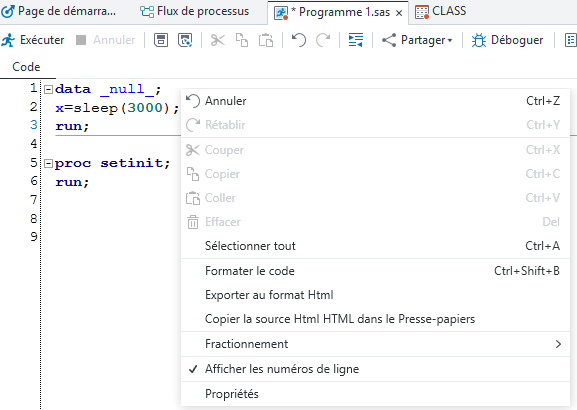 Page de démarra... Flux de processus * Programme 1.sas × CLASS
Exécuter Annuler Partager Déboguer
Code
1 data _null_;
2 x=sleep(3000);
3 run;
4
5 proc setinit;
6 run;
7
8
9
Annuler Ctrl+Z
Rétablir Ctrl+Y
Couper Ctrl+X
Copier Ctrl+C
Coller Ctrl+V
Effacer Del
Sélectionner tout Ctrl+A
Formater le code Ctrl+Shift+B
Exporter au format Html
Copier la source Html HTML dans le Presse-papiers
Fractionnement >
✓ Afficher les numéros de ligne
Propriétés